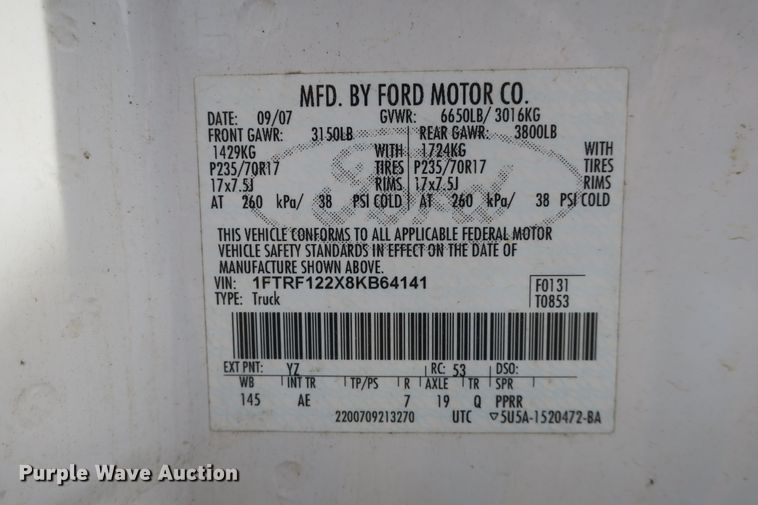 MFD. BY FORD MOTOR CO.
DATE: 09/07 GVWR: 6650LB/ 3016KG
FRONT GAWR: 3150LB REAR GAWR: 3800LB
1429KG WITH 1724KG WITH
P235/70R17 TIRES P235/70R17 TIRES
17x7.5J RIMS 17x7.5J RIMS
AT 260 kPa/ 38 PSI COLD AT 260 kPa/ 38 PSI COLD
Ford
THIS VEHICLE CONFORMS TO ALL APPLICABLE FEDERAL MOTOR
VEHICLE SAFETY STANDARDS IN EFFECT ON THE DATE OF
MANUFACTURE SHOWN ABOVE.
VIN: 1FTRF122X8KB64141 F0131
TYPE: Truck T0853
EXT PNT: YZ RC: 53 DSO:
WB INT TR TP/PS R AXLE TR SPR
145 AE 7 19 Q PPRR
2200709213270 UTC ▽5U5A-1520472-BA
Purple Wave Auction